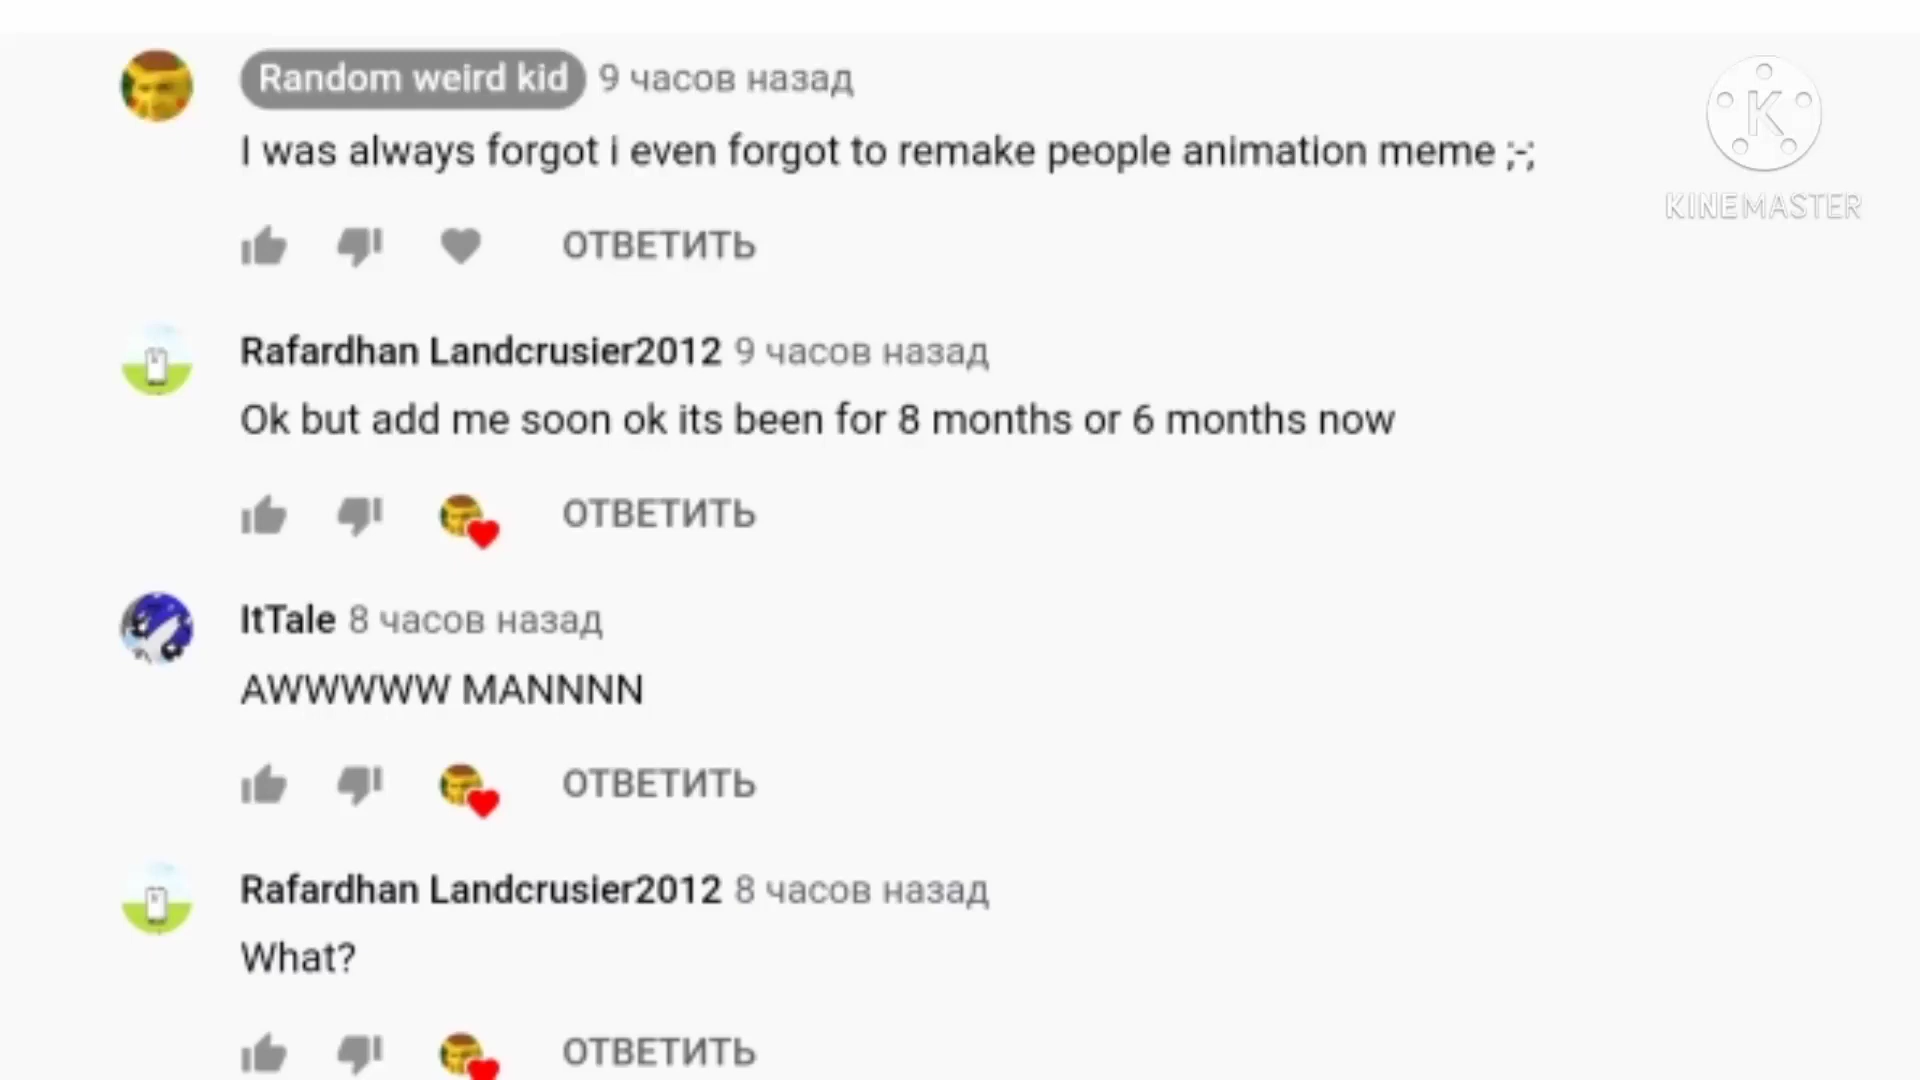 Random weird kid 9 часов назад
I was always forgot i even forgot to remake people animation meme ;-;
ОТВЕТИТЬ
K
KINEMASTER
Rafardhan Landcrusier2012 9 часов назад
Ok but add me soon ok its been for 8 months or 6 months now
ОТВЕТИТЬ
ItTale 8 часов назад
AWWWWW MANNNN
ОТВЕТИТЬ
Rafardhan Landcrusier2012 8 часов назад
What?
ОТВЕТИТЬ